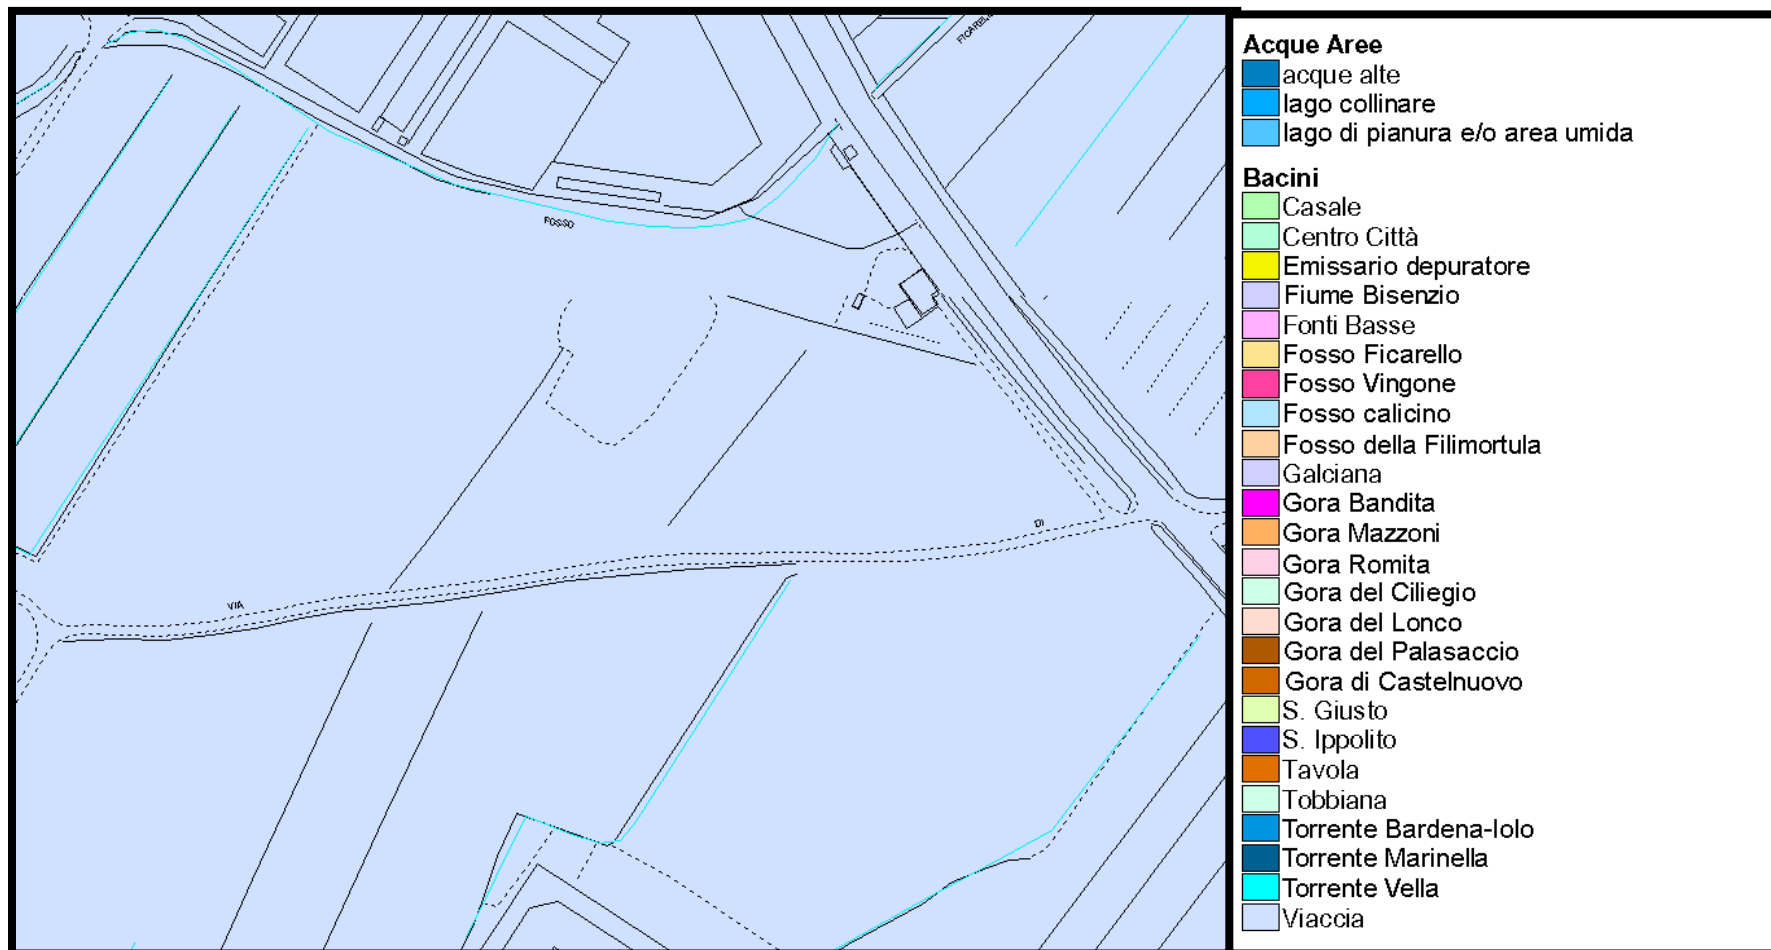 FICARELLO
FOSSO
DI
VIA
Acque Aree
acque alte
lago collinare
lago di pianura e/o area umida
Bacini
Casale
Centro Città
Emissario depuratore
Fiume Bisenzio
Fonti Basse
Fosso Ficarello
Fosso Vingone
Fosso calicino
Fosso della Filimortula
Galciana
Gora Bandita
Gora Mazzoni
Gora Romita
Gora del Ciliegio
Gora del Lonco
Gora del Palasaccio
Gora di Castelnuovo
S. Giusto
S. Ippolito
Tavola
Tobbiana
Torrente Bardena-Iolo
Torrente Marinella
Torrente Vella
Viaccia